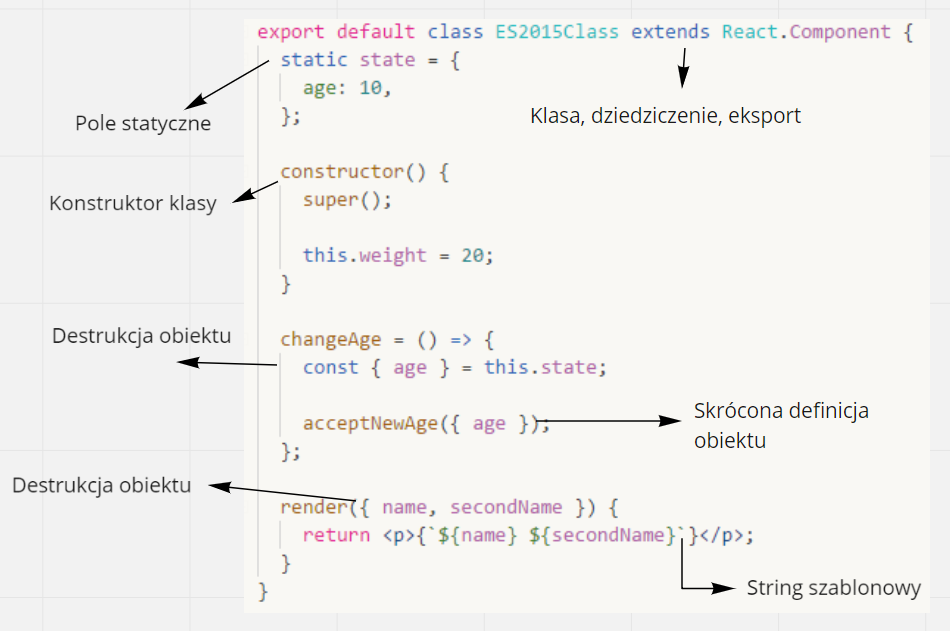 export default class ES2015Class extends React.Component {
static state = {
age: 10,
};
Pole statyczne
Klasa, dziedziczenie, eksport
constructor() {
Konstruktor klasy
super();
this.weight = 20;
}
Destrukcja obiektu
changeAge = () => {
const { age } = this.state;
acceptNewAge({ age });
Skrócona definicja
obiektu
};
Destrukcja obiektu
render({ name, secondName }) {
return <p>{`${name} ${secondName}`}</p>;
}
String szablonowy
}